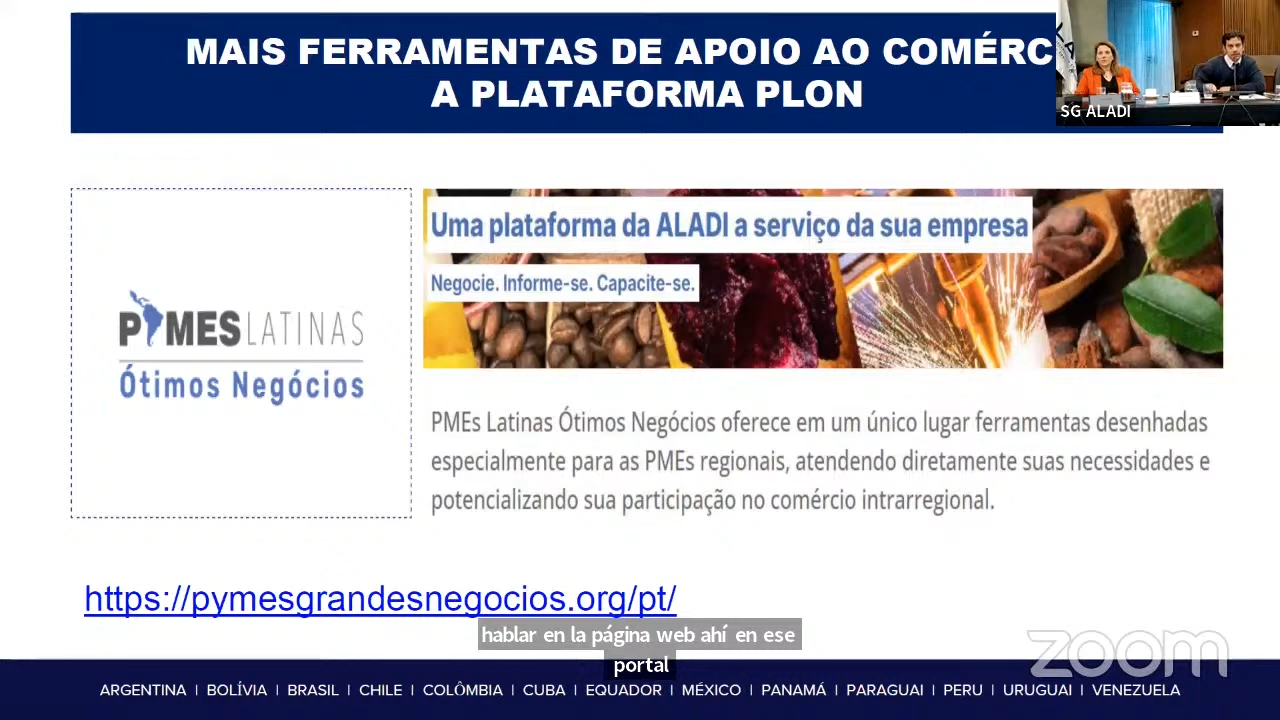 MAIS FERRAMENTAS DE APOIO AO COMÉRC
A PLATAFORMA PLON
SG ALADI
PYMESLATINAS
Ótimos Negócios
Uma plataforma da ALADI a serviço da sua empresa
Negocie. Informe-se. Capacite-se.
PMEs Latinas Ótimos Negócios oferece em um único lugar ferramentas desenhadas
especialmente para as PMEs regionais, atendendo diretamente suas necessidades e
potencializando sua participação no comércio intrarregional.
https://pymesgrandesnegocios.org/pt/
hablar en la página web ahí en ese
portal
zoom
ARGENTINA | BOLÍVIA | BRASIL | CHILE | COLÔMBIA | CUBA | EQUADOR | MÉXICO | PANAMÁ | PARAGUAI | PERU | URUGUAI | VENEZUELA